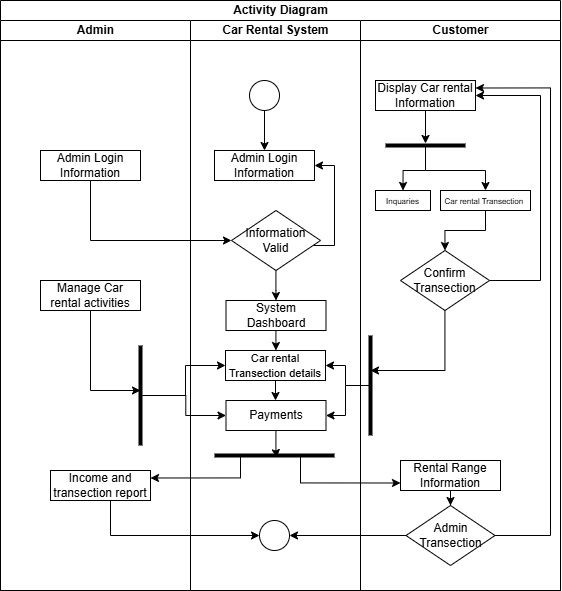 Activity Diagram
Admin
Car Rental System
Customer
Display Car rental
Information
Admin Login
Information
Admin Login
Information
Inquaries
Car rental Transection
Information
Valid
Confirm
Transection
Manage Car
rental activities
System
Dashboard
Car rental
Transection details
Payments
Income and
transection report
Rental Range
Information
Admin
Transection